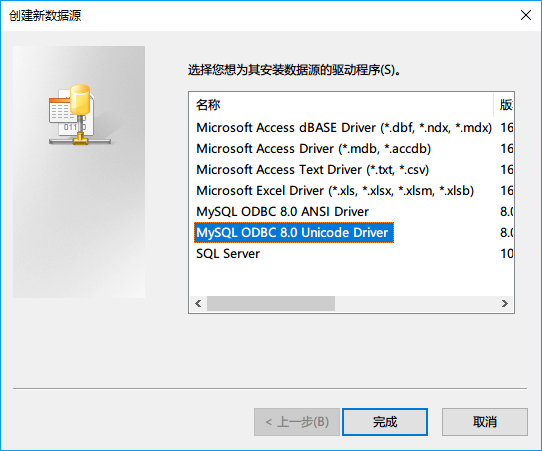 创建新数据源
选择您想为其安装数据源的驱动程序(S)。
名称 版
Microsoft Access dBASE Driver (*.dbf, *.ndx, *.mdx) 16
Microsoft Access Driver (*.mdb, *.accdb) 16
Microsoft Access Text Driver (*.txt, *.csv) 16
Microsoft Excel Driver (*.xls, *.xlsx, *.xlsm, *.xlsb) 16
MySQL ODBC 8.0 ANSI Driver 8.0
MySQL ODBC 8.0 Unicode Driver 8.0
SQL Server 10
< 上一步(B) 完成 取消